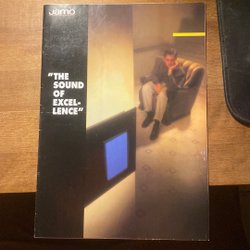 Jamo
"THE
SOUND
OF
EXCEL-
LENCE"